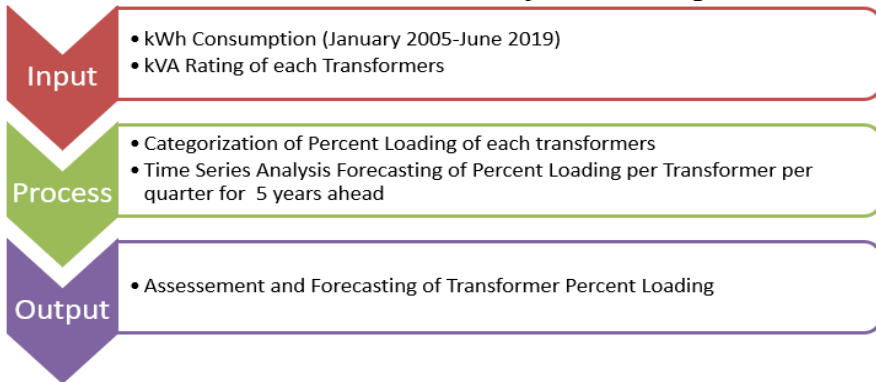 Input
• kWh Consumption (January 2005-June 2019)
• kVA Rating of each Transformers
Process
• Categorization of Percent Loading of each transformers
• Time Series Analysis Forecasting of Percent Loading per Transformer per
quarter for 5 years ahead
Output
• Assessement and Forecasting of Transformer Percent Loading